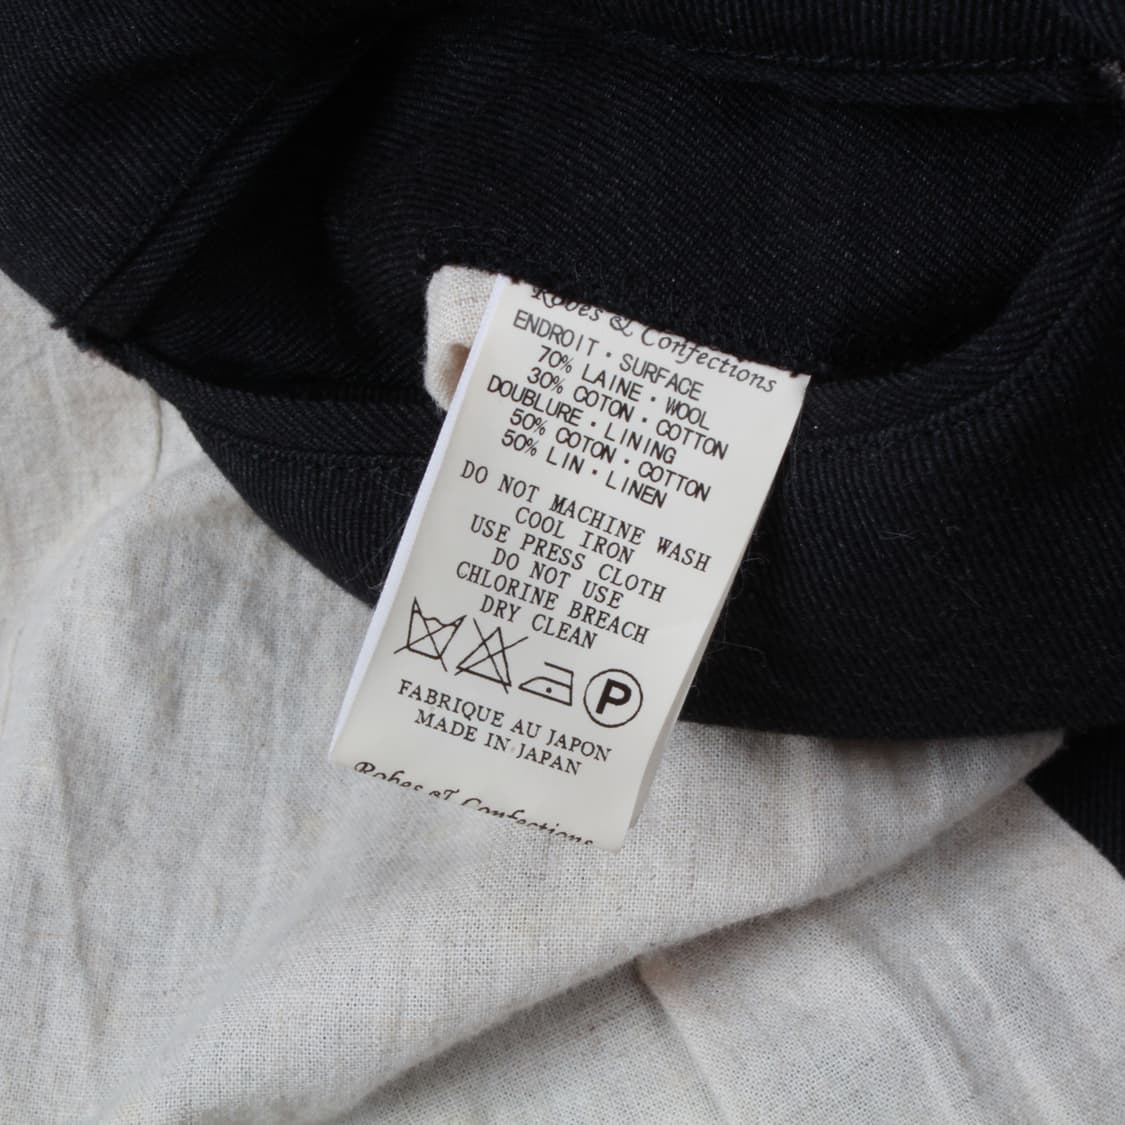 Robes & Confections
ENDROIT・SURFACE
70% LAINE・WOOL
30% COTON・COTTON
DOUBLURE・LINING
50% COTON・COTTON
50% LIN・LINEN
DO NOT MACHINE WASH
COOL IRON
USE PRESS CLOTH
DO NOT USE
CHLORINE BREACH
DRY CLEAN
P
FABRIQUE AU JAPON
MADE IN JAPAN
Robes & Confections